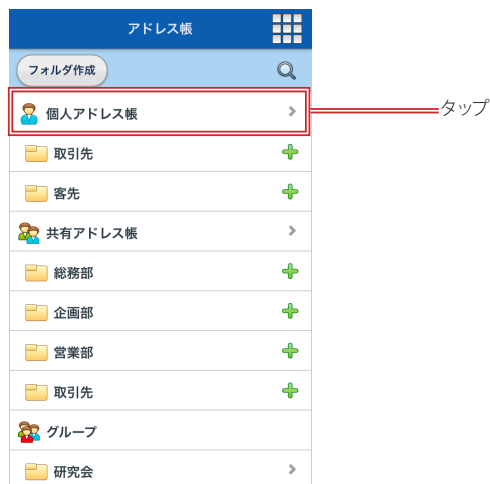 アドレス帳
フォルダ作成
個人アドレス帳
タップ
取引先
客先
共有アドレス帳
総務部
企画部
営業部
取引先
グループ
研究会